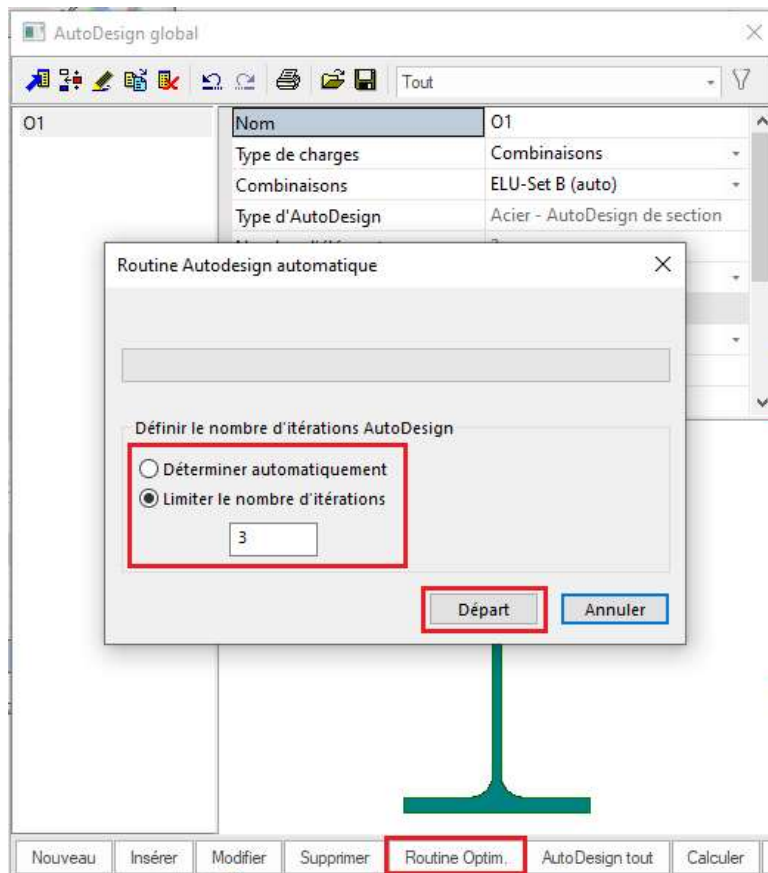 AutoDesign global
Tout
O1
Nom O1
Type de charges Combinaisons
Combinaisons ELU-Set B (auto)
Type d'AutoDesign Acier - AutoDesign de section
Routine Autodesign automatique
Définir le nombre d'itérations AutoDesign
Déterminer automatiquement
Limiter le nombre d'itérations
3
Départ Annuler
Nouveau Insérer Modifier Supprimer Routine Optim. AutoDesign tout Calculer